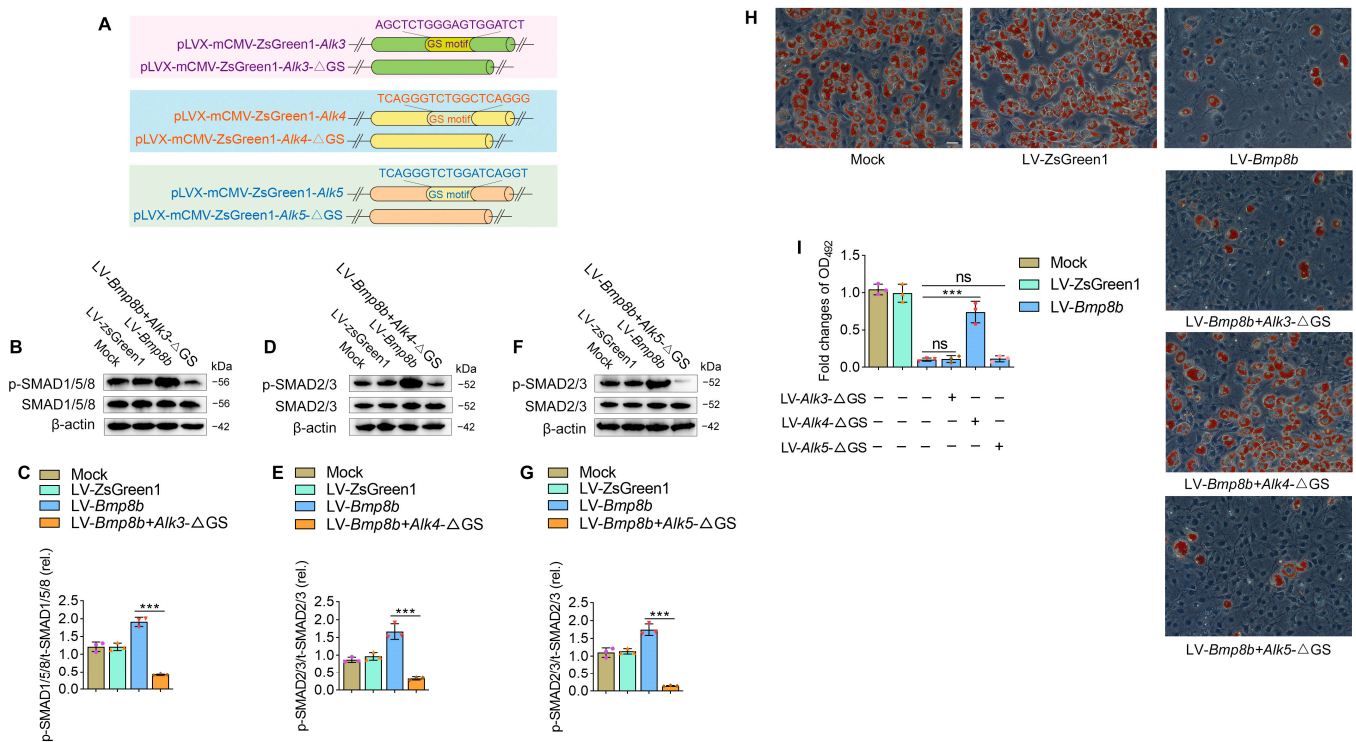 A
AGCTCTGGGAGTGGATCT
pLVX-mCMV-ZsGreen1-Alk3
GS motif
pLVX-mCMV-ZsGreen1-Alk3-△GS
TCAGGGTCTGGCTCAGGG
pLVX-mCMV-ZsGreen1-Alk4
GS motif
pLVX-mCMV-ZsGreen1-Alk4-△GS
TCAGGGTCTGGATCAGGT
pLVX-mCMV-ZsGreen1-Alk5
GS motif
pLVX-mCMV-ZsGreen1-Alk5-△GS
B
Mock
LV-zsGreen1
LV-Bmp8b
LV-Bmp8b+Alk3-△GS
kDa
p-SMAD1/5/8
-56
SMAD1/5/8
-56
β-actin
-42
C
Mock
LV-ZsGreen1
LV-Bmp8b
LV-Bmp8b+Alk3-△GS
p-SMAD1/5/8/t-SMAD1/5/8 (rel.)
2.5
2.0
1.5
1.0
0.5
0.0
***
D
Mock
LV-zsGreen1
LV-Bmp8b
LV-Bmp8b+Alk4-△GS
kDa
p-SMAD2/3
-52
SMAD2/3
-52
β-actin
-42
E
Mock
LV-ZsGreen1
LV-Bmp8b
LV-Bmp8b+Alk4-△GS
p-SMAD2/3/t-SMAD2/3 (rel.)
2.5
2.0
1.5
1.0
0.5
0.0
***
F
Mock
LV-zsGreen1
LV-Bmp8b
LV-Bmp8b+Alk5-△GS
kDa
p-SMAD2/3
-52
SMAD2/3
-52
β-actin
-42
G
Mock
LV-ZsGreen1
LV-Bmp8b
LV-Bmp8b+Alk5-△GS
p-SMAD2/3/t-SMAD2/3 (rel.)
2.5
2.0
1.5
1.0
0.5
0.0
***
H
Mock
LV-ZsGreen1
LV-Bmp8b
LV-Bmp8b+Alk3-△GS
LV-Bmp8b+Alk4-△GS
LV-Bmp8b+Alk5-△GS
I
Fold changes of OD492
1.5
1.0
0.5
0.0
ns
***
ns
Mock
LV-ZsGreen1
LV-Bmp8b
LV-Alk3-△GS − − − + − −
LV-Alk4-△GS − − − − + −
LV-Alk5-△GS − − − − − +